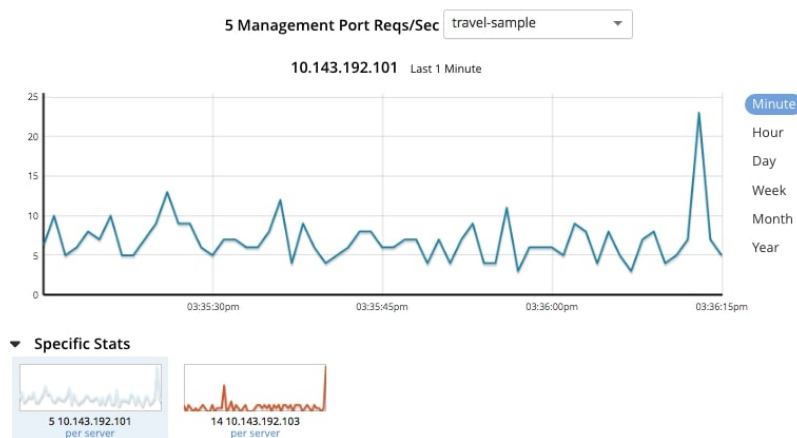 5 Management Port Reqs/Sec travel-sample
10.143.192.101 Last 1 Minute
25
20
15
10
5
0
03:35:30pm 03:35:45pm 03:36:00pm 03:36:15pm
Minute
Hour
Day
Week
Month
Year
Specific Stats
5 10.143.192.101
per server
14 10.143.192.103
per server